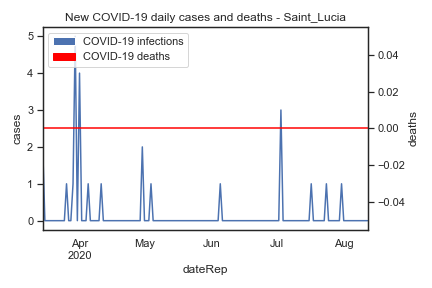 New COVID-19 daily cases and deaths - Saint_Lucia
COVID-19 infections
COVID-19 deaths
cases
5
4
3
2
1
0
deaths
0.04
0.02
0.00
−0.02
−0.04
Apr
2020
May
Jun
Jul
Aug
dateRep